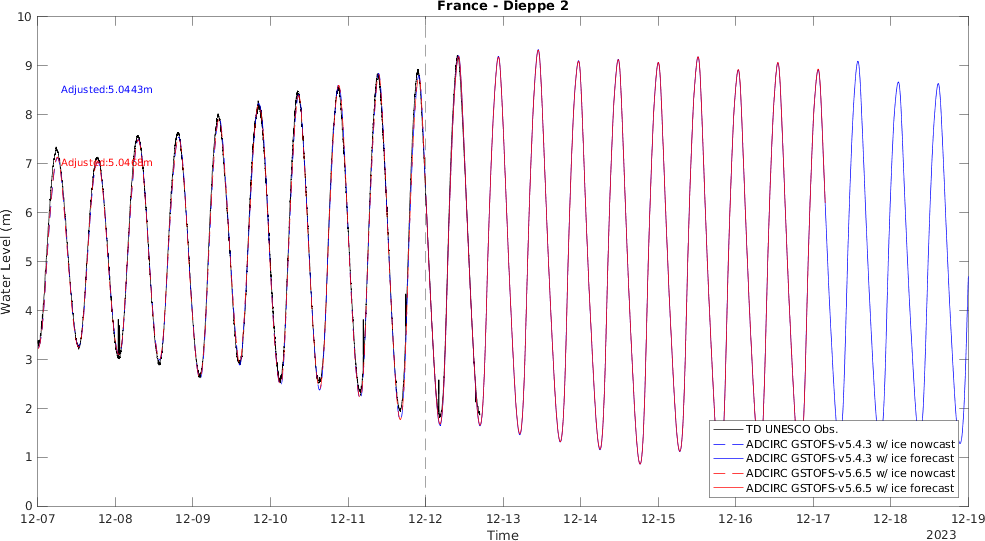 France - Dieppe 2
10
9
8
7
6
5
4
3
2
1
0
Water Level (m)
Adjusted:5.0443m
Adjusted:5.0468m
TD UNESCO Obs.
ADCIRC GSTOFS-v5.4.3 w/ ice nowcast
ADCIRC GSTOFS-v5.4.3 w/ ice forecast
ADCIRC GSTOFS-v5.6.5 w/ ice nowcast
ADCIRC GSTOFS-v5.6.5 w/ ice forecast
12-07 12-08 12-09 12-10 12-11 12-12 12-13 12-14 12-15 12-16 12-17 12-18 12-19
Time
2023